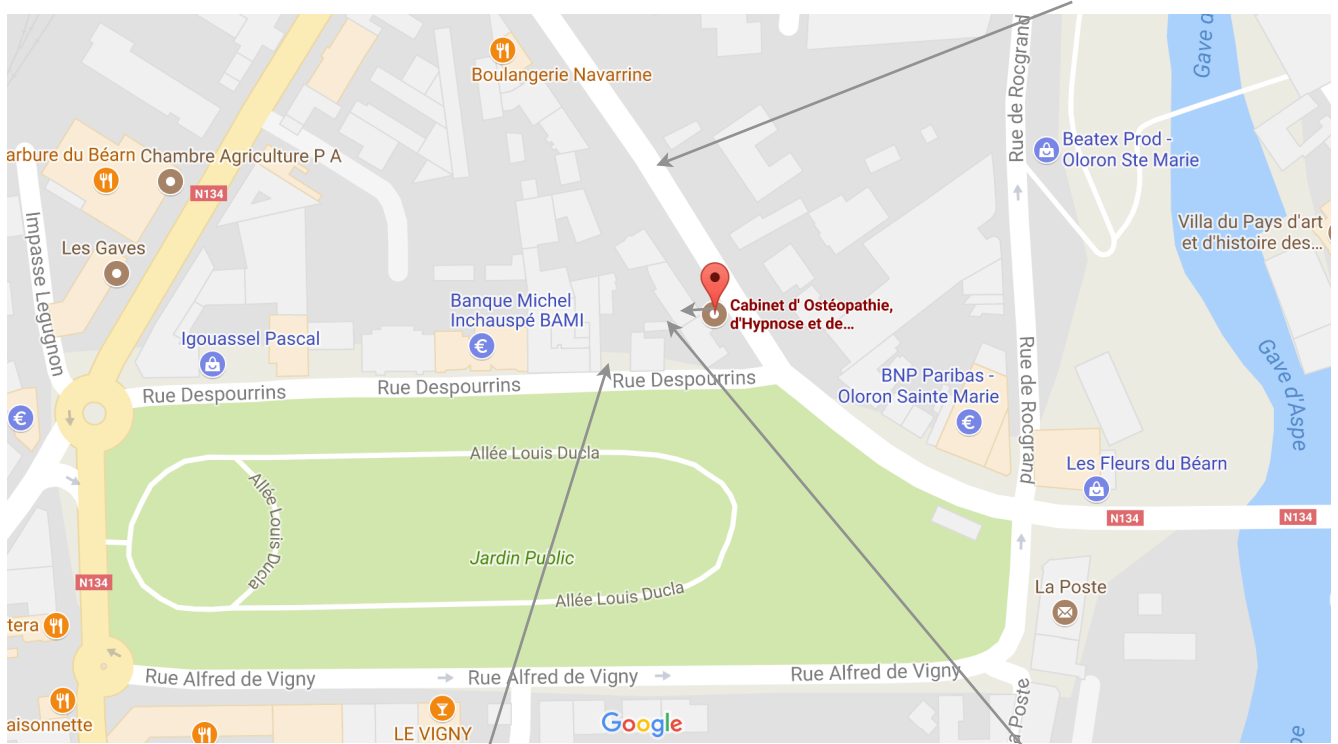 Gave d
Rue de Rocgrand
Boulangerie Navarrine
Beatex Prod -
Oloron Ste Marie
arbure du Béarn
Chambre Agriculture P A
N134
Villa du Pays d'art
et d'histoire des...
Impasse Legugnon
Les Gaves
Banque Michel
Inchauspé BAMI
Cabinet d' Ostéopathie,
d'Hypnose et de...
Igouassel Pascal
Rue Despourrins
Rue Despourrins
Rue Despourrins
BNP Paribas -
Oloron Sainte Marie
Rue de Rocgrand
Gave d'Aspe
Allée Louis Ducla
Allée Louis Ducla
Les Fleurs du Béarn
N134
N134
Jardin Public
N134
Allée Louis Ducla
La Poste
tera
Rue Alfred de Vigny
Rue Alfred de Vigny
Rue Alfred de Vigny
aisonnette
LE VIGNY
Google
a Poste
pe